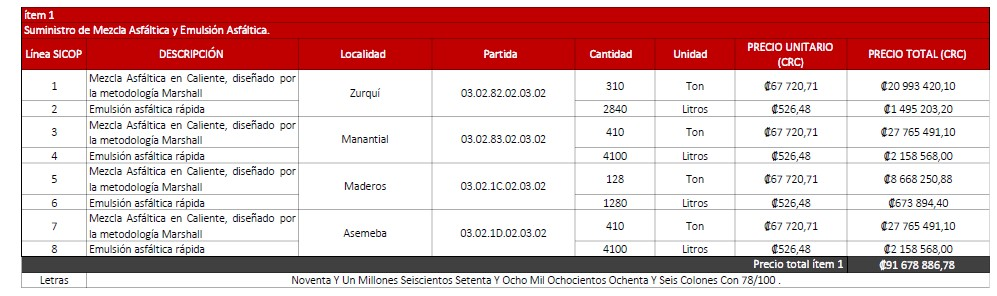 ítem 1
Suministro de Mezcla Asfáltica y Emulsión Asfáltica.
Línea SICOP DESCRIPCIÓN Localidad Partida Cantidad Unidad PRECIO UNITARIO (CRC) PRECIO TOTAL (CRC)
1 Mezcla Asfáltica en Caliente, diseñado por la metodología Marshall Zurquí 03.02.82.02.03.02 310 Ton ₡67 720,71 ₡20 993 420,10
2 Emulsión asfáltica rápida 2840 Litros ₡526,48 ₡1 495 203,20
3 Mezcla Asfáltica en Caliente, diseñado por la metodología Marshall Manantial 03.02.83.02.03.02 410 Ton ₡67 720,71 ₡27 765 491,10
4 Emulsión asfáltica rápida 4100 Litros ₡526,48 ₡2 158 568,00
5 Mezcla Asfáltica en Caliente, diseñado por la metodología Marshall Maderos 03.02.1C.02.03.02 128 Ton ₡67 720,71 ₡8 668 250,88
6 Emulsión asfáltica rápida 1280 Litros ₡526,48 ₡673 894,40
7 Mezcla Asfáltica en Caliente, diseñado por la metodología Marshall Asemeba 03.02.1D.02.03.02 410 Ton ₡67 720,71 ₡27 765 491,10
8 Emulsión asfáltica rápida 4100 Litros ₡526,48 ₡2 158 568,00
Precio total ítem 1 ₡91 678 886,78
Letras Noventa Y Un Millones Seiscientos Setenta Y Ocho Mil Ochocientos Ochenta Y Seis Colones Con 78/100 .